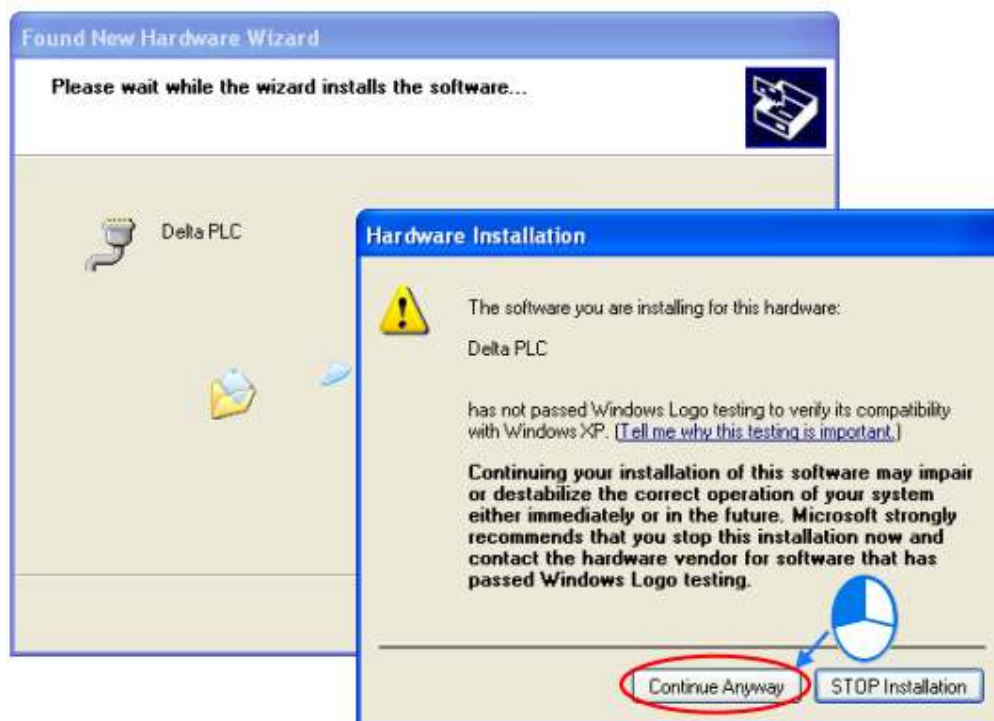 Found New Hardware Wizard
Please wait while the wizard installs the software...
Delta PLC
Hardware Installation
The software you are installing for this hardware:
Delta PLC
has not passed Windows Logo testing to verify its compatibility
with Windows XP. (Tell me why this testing is important.)
Continuing your installation of this software may impair
or destabilize the correct operation of your system
either immediately or in the future. Microsoft strongly
recommends that you stop this installation now and
contact the hardware vendor for software that has
passed Windows Logo testing.
Continue Anyway
STOP Installation